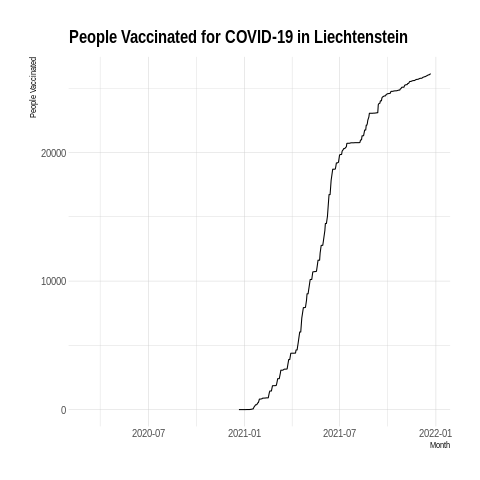 People Vaccinated for COVID-19 in Liechtenstein
People Vaccinated
20000
10000
0
2020-07 2021-01 2021-07 2022-01
Month